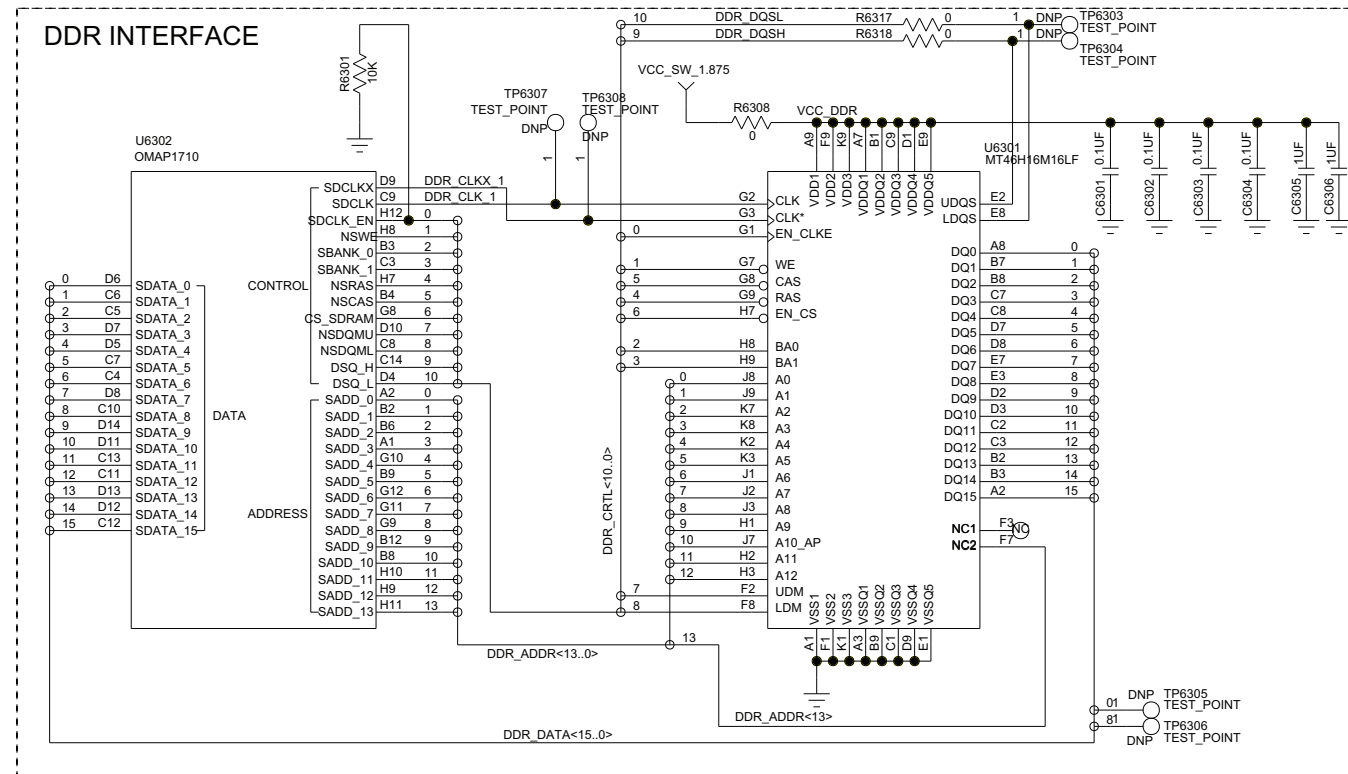 DDR INTERFACE
10 DDR_DQSL R6317 0 1 DNP TP6303
TEST_POINT
9 DDR_DQSH R6318 0 1 DNP TP6304
TEST_POINT
R6301
10K
VCC_SW_1.875
TP6307
TEST_POINT
DNP
1
TP6308
TEST_POINT
DNP
1
R6308
0
VCC_DDR
C6301 0.1UF
C6302 0.1UF
C6303 0.1UF
C6304 0.1UF
C6305 1UF
C6306 1UF
U6302
OMAP1710
CONTROL
SDCLKX D9 DDR_CLKX_1
SDCLK C9 DDR_CLK_1
SDCLK_EN H12 0
NSWE H8 1
SBANK_0 B3 2
SBANK_1 C3 3
NSRAS H7 4
NSCAS B4 5
CS_SDRAM G8 6
NSDQMU D10 7
NSDQML C8 8
DSQ_H C14 9
DSQ_L D4 10
ADDRESS
SADD_0 A2 0
SADD_1 B2 1
SADD_2 B6 2
SADD_3 A1 3
SADD_4 G10 4
SADD_5 B9 5
SADD_6 G12 6
SADD_7 G11 7
SADD_8 G9 8
SADD_9 B12 9
SADD_10 B8 10
SADD_11 H10 11
SADD_12 H9 12
SADD_13 H11 13
DATA
0 D6 SDATA_0
1 C6 SDATA_1
2 C5 SDATA_2
3 D7 SDATA_3
4 D5 SDATA_4
5 C7 SDATA_5
6 C4 SDATA_6
7 D8 SDATA_7
8 C10 SDATA_8
9 D14 SDATA_9
10 D11 SDATA_10
11 C13 SDATA_11
12 C11 SDATA_12
13 D13 SDATA_13
14 D12 SDATA_14
15 C12 SDATA_15
U6301
MT46H16M16LF
A9 VDD1
F9 VDD2
K9 VDD3
A7 VDDQ1
B1 VDDQ2
C9 VDDQ3
D1 VDDQ4
E9 VDDQ5
G2 CLK
G3 CLK*
0 G1 EN_CLKE
1 G7 WE
5 G8 CAS
4 G9 RAS
6 H7 EN_CS
2 H8 BA0
3 H9 BA1
0 J8 A0
1 J9 A1
2 K7 A2
3 K8 A3
4 K2 A4
5 K3 A5
6 J1 A6
7 J2 A7
8 J3 A8
9 H1 A9
10 J7 A10_AP
11 H2 A11
12 H3 A12
7 F2 UDM
8 F8 LDM
UDQS E2
LDQS E8
DQ0 A8 0
DQ1 B7 1
DQ2 B8 2
DQ3 C7 3
DQ4 C8 4
DQ5 D7 5
DQ6 D8 6
DQ7 E7 7
DQ8 E3 8
DQ9 D2 9
DQ10 D3 10
DQ11 C2 11
DQ12 C3 12
DQ13 B2 13
DQ14 B3 14
DQ15 A2 15
NC1 F3 NC
NC2 F7
VSS1 A1
VSS2 F1
VSS3 K1
VSSQ1 A3
VSSQ2 B9
VSSQ3 C1
VSSQ4 D9
VSSQ5 E1
DDR_CRTL<10..0>
13
DDR_ADDR<13..0>
DDR_ADDR<13>
DDR_DATA<15..0>
01 DNP TP6305
TEST_POINT
81 DNP TP6306
TEST_POINT